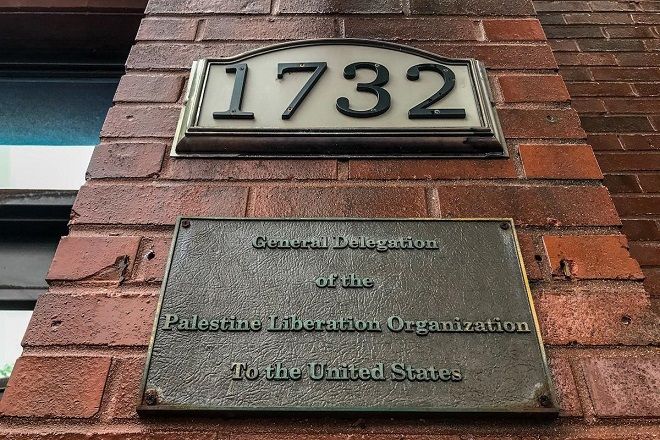 1732
General Delegation
of the
Palestine Liberation Organization
To the United States